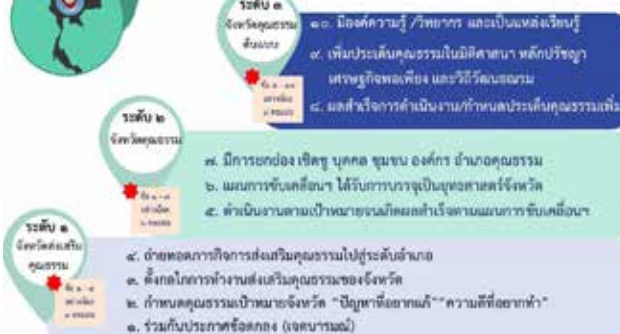 ระดับ ๓
จังหวัดคุณธรรม
ต้นแบบ
๑๐. มีองค์ความรู้ /วิทยากร และเป็นแหล่งเรียนรู้
๙. เพิ่มประเด็นคุณธรรมในมิติศาสนา หลักปรัชญา
เศรษฐกิจพอเพียง และวิถีวัฒนธรรม
๘. ผลสำเร็จการดำเนินงาน/กำหนดประเด็นคุณธรรมเพิ่ม
ระดับ ๒
จังหวัดคุณธรรม
๗. มีการยกย่อง เชิดชู บุคคล ชุมชน องค์กร อำเภอคุณธรรม
๖. แผนการขับเคลื่อนฯ ได้รับการบรรจุเป็นยุทธศาสตร์จังหวัด
๕. ดำเนินงานตามเป้าหมายจนเกิดผลสำเร็จตามแผนการขับเคลื่อนฯ
ระดับ ๑
จังหวัดส่งเสริม
คุณธรรม
๔. ถ่ายทอดภารกิจการส่งเสริมคุณธรรมไปสู่ระดับอำเภอ
๓. ตั้งกลไกการทำงานส่งเสริมคุณธรรมของจังหวัด
๒. กำหนดคุณธรรมเป้าหมายจังหวัด "ปัญหาที่อยากแก้" "ความดีที่อยากทำ"
๑. ร่วมกันประกาศข้อตกลง (เจตนารมณ์)